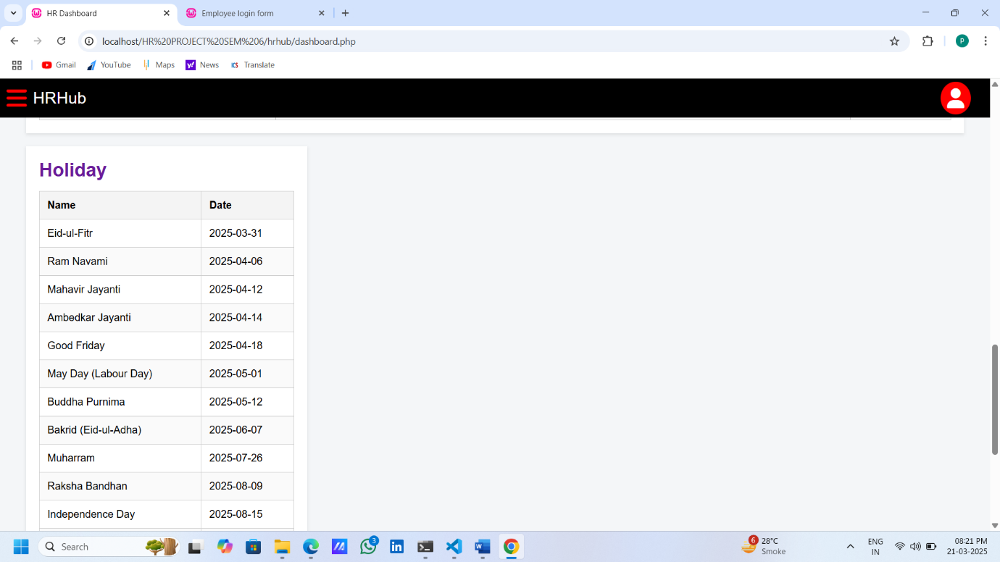 HR Dashboard
Employee login form
localhost/HR%20PROJECT%20SEM%206/hrhub/dashboard.php
P
Gmail
YouTube
Maps
y! News
ICS Translate
HRHub
Holiday
Name Date
Eid-ul-Fitr 2025-03-31
Ram Navami 2025-04-06
Mahavir Jayanti 2025-04-12
Ambedkar Jayanti 2025-04-14
Good Friday 2025-04-18
May Day (Labour Day) 2025-05-01
Buddha Purnima 2025-05-12
Bakrid (Eid-ul-Adha) 2025-06-07
Muharram 2025-07-26
Raksha Bandhan 2025-08-09
Independence Day 2025-08-15
Search
3
in
W
6
28°C
Smoke
ENG
IN
08:21 PM
21-03-2025